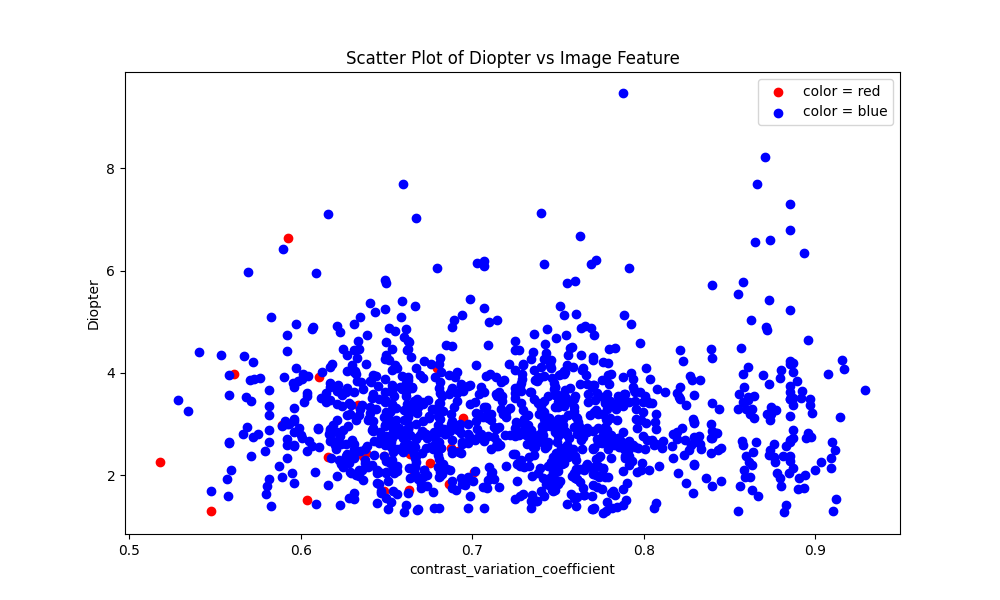 Scatter Plot of Diopter vs Image Feature
color = red
color = blue
8
6
4
2
Diopter
0.5 0.6 0.7 0.8 0.9
contrast_variation_coefficient